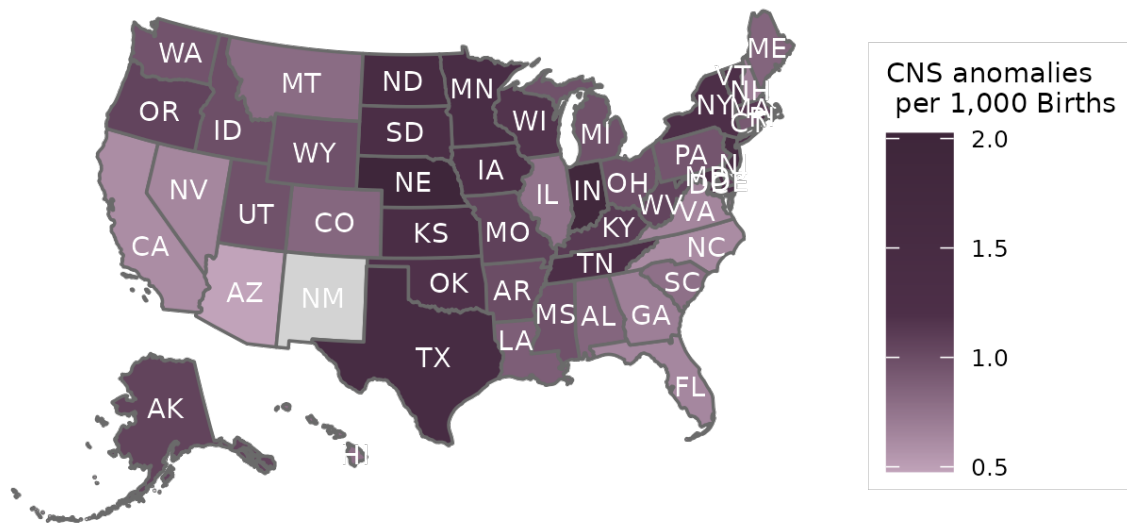 CNS anomalies
per 1,000 Births
2.0
1.5
1.0
0.5
WA
MT
ND
MN
ME
VT
NH
OR
ID
SD
WI
MI
NY
MA
CT
WY
NE
IA
PA
NJ
NV
UT
CO
IL
IN
OH
MD
DE
WV
VA
CA
KS
MO
KY
NC
AZ
NM
OK
AR
TN
SC
MS
AL
GA
LA
TX
FL
AK
HI